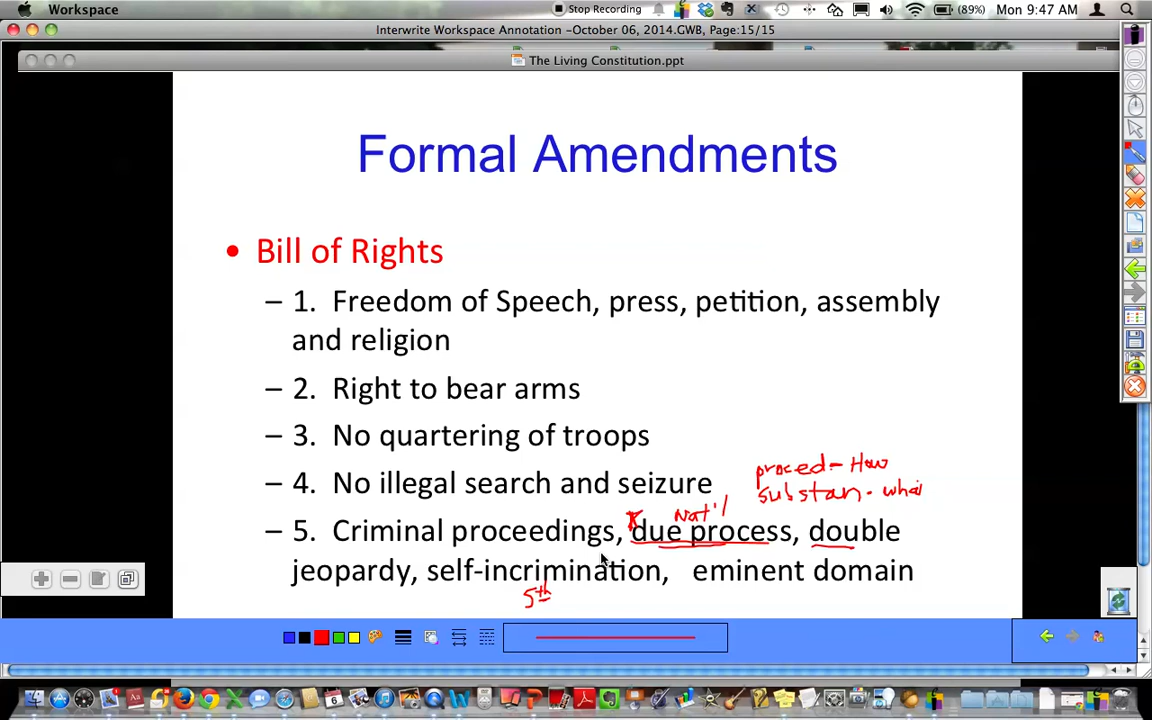 Workspace
Stop Recording
(89%)
Mon 9:47 AM
Interwrite Workspace Annotation -October 06, 2014.GWB, Page:15/15
The Living Constitution.ppt
Formal Amendments
• Bill of Rights
– 1. Freedom of Speech, press, petition, assembly
and religion
– 2. Right to bear arms
– 3. No quartering of troops
proced - How
– 4. No illegal search and seizure
substan - what
Nat'l
– 5. Criminal proceedings, due process, double
jeopardy, self-incrimination, eminent domain
5th